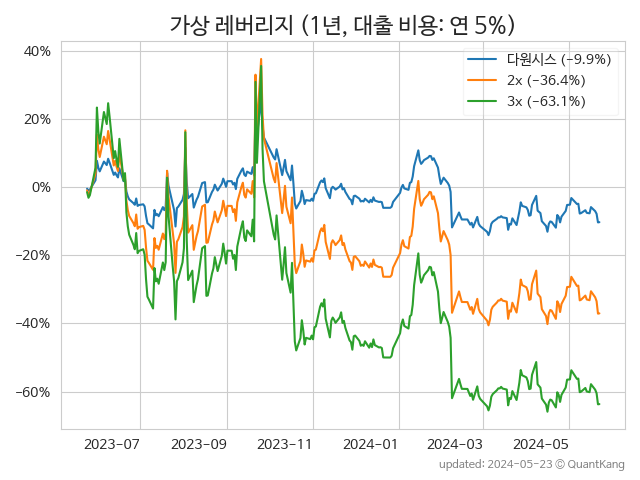 가상 레버리지 (1년, 대출 비용: 연 5%)
다원시스 (−9.9%)
2x (−36.4%)
3x (−63.1%)
40%
20%
0%
−20%
−40%
−60%
2023−07
2023−09
2023−11
2024−01
2024−03
2024−05
updated: 2024-05-23 © QuantKang